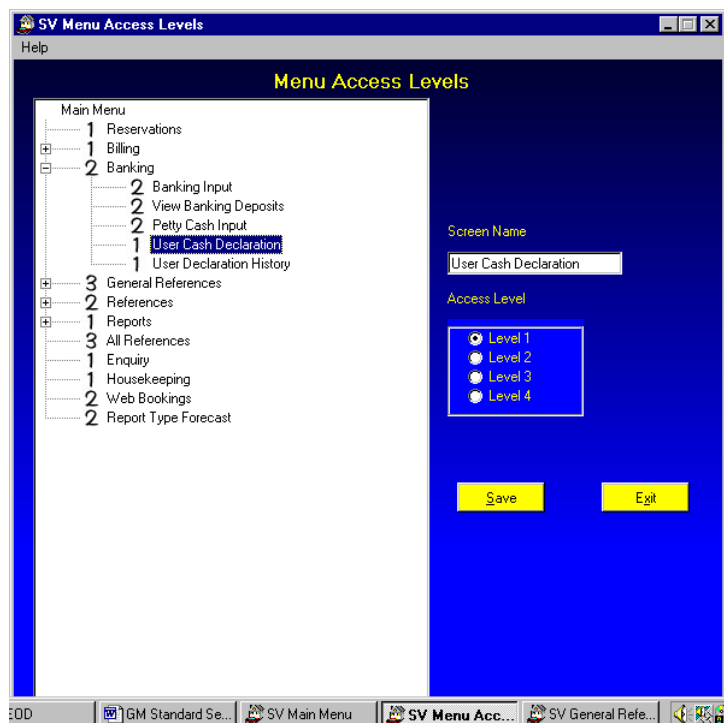 SV Menu Access Levels
Help
Menu Access Levels
Main Menu
1 Reservations
1 Billing
2 Banking
2 Banking Input
2 View Banking Deposits
2 Petty Cash Input
1 User Cash Declaration
1 User Declaration History
3 General References
2 References
1 Reports
3 All References
1 Enquiry
1 Housekeeping
2 Web Bookings
2 Report Type Forecast
Screen Name
User Cash Declaration
Access Level
Level 1
Level 2
Level 3
Level 4
Save Exit
EOD GM Standard Se... SV Main Menu SV Menu Acc... SV General Refe...